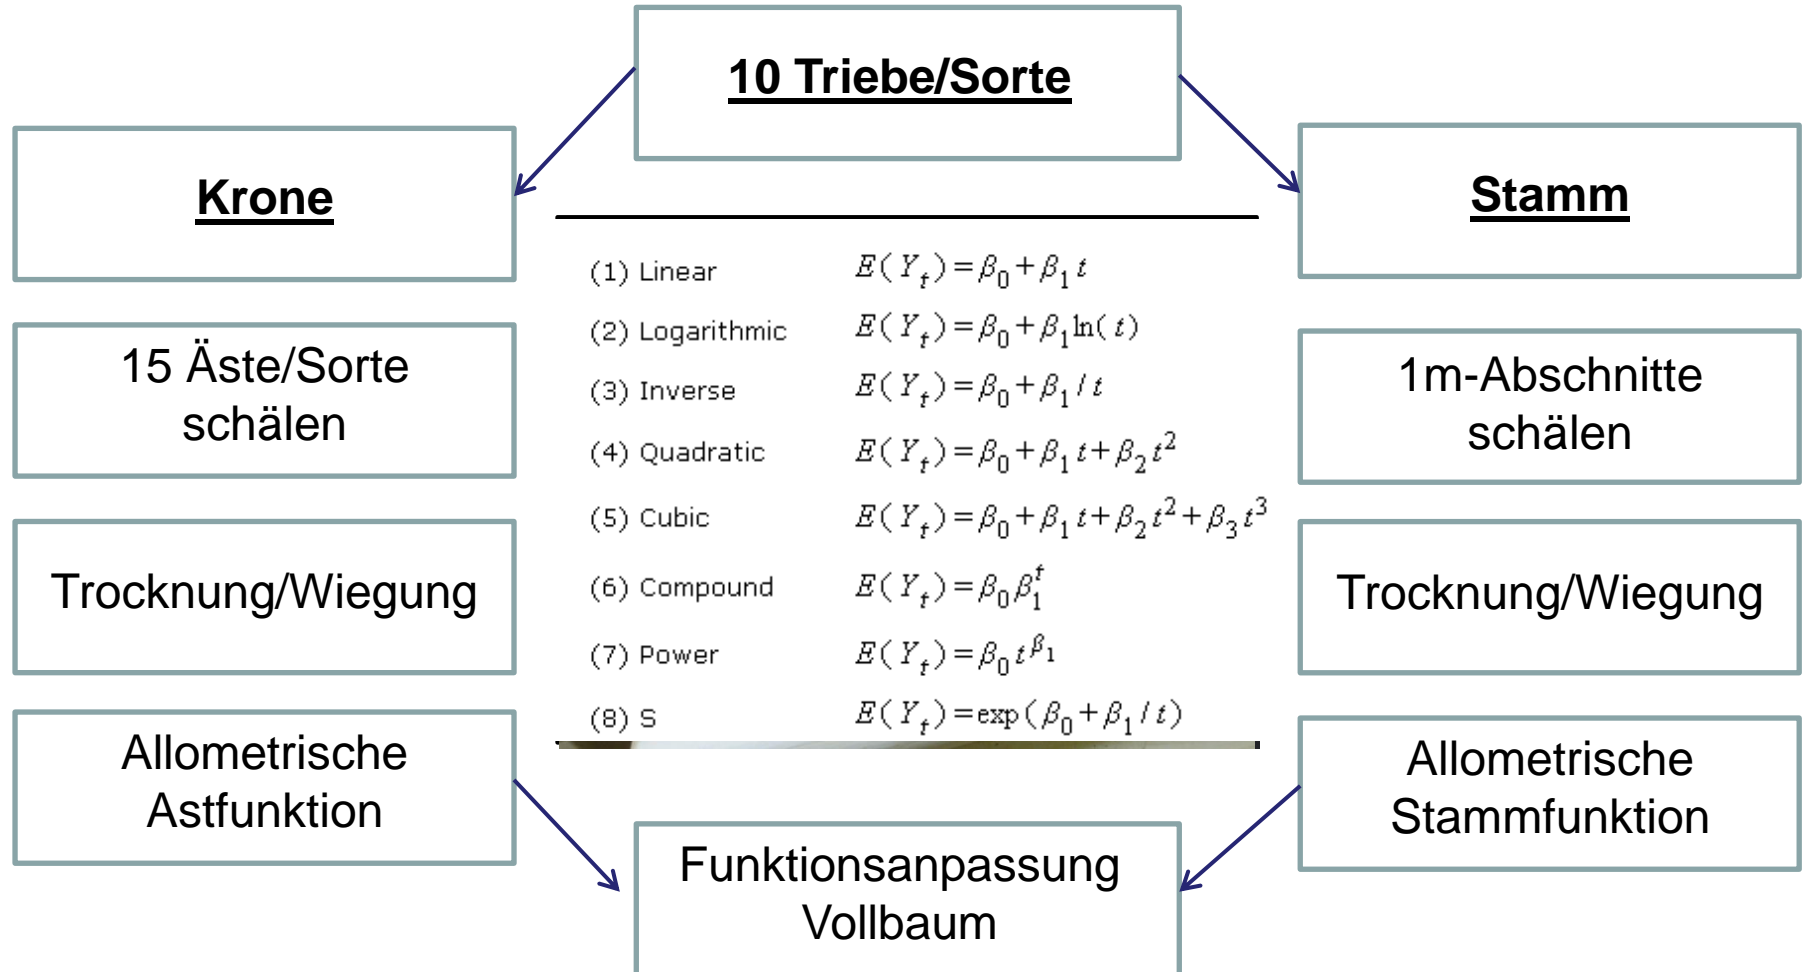 10 Triebe/Sorte
Krone
15 Äste/Sorte
schälen
Trocknung/Wiegung
Allometrische
Astfunktion
(1) Linear E(Y_t)=β_0+β_1 t
(2) Logarithmic E(Y_t)=β_0+β_1 ln(t)
(3) Inverse E(Y_t)=β_0+β_1/t
(4) Quadratic E(Y_t)=β_0+β_1 t+β_2 t^2
(5) Cubic E(Y_t)=β_0+β_1 t+β_2 t^2+β_3 t^3
(6) Compound E(Y_t)=β_0 β_1^t
(7) Power E(Y_t)=β_0 t^{β_1}
(8) S E(Y_t)=exp(β_0+β_1/t)
Stamm
1m-Abschnitte
schälen
Trocknung/Wiegung
Allometrische
Stammfunktion
Funktionsanpassung
Vollbaum